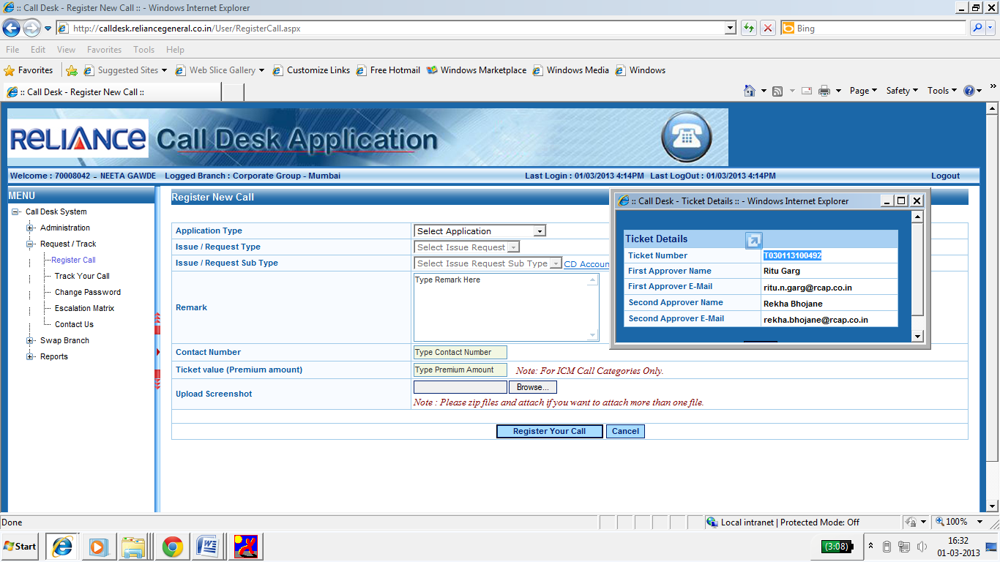 :: Call Desk - Register New Call :: - Windows Internet Explorer
http://calldesk.reliancegeneral.co.in/User/RegisterCall.aspx
Bing
File Edit View Favorites Tools Help
Favorites Suggested Sites Web Slice Gallery Customize Links Free Hotmail Windows Marketplace Windows Media Windows
:: Call Desk - Register New Call ::
Page Safety Tools
RELIANCE Call Desk Application
Welcome : 70008042 - NEETA GAWDE Logged Branch : Corporate Group - Mumbai Last Login : 01/03/2013 4:14PM Last LogOut : 01/03/2013 4:14PM Logout
MENU
Call Desk System
Administration
Request / Track
Register Call
Track Your Call
Change Password
Escalation Matrix
Contact Us
Swap Branch
Reports
Register New Call
Application Type Select Application
Issue / Request Type Select Issue Request
Issue / Request Sub Type Select Issue Request Sub Type CD Accoun
Remark Type Remark Here
Contact Number Type Contact Number
Ticket value (Premium amount) Type Premium Amount Note: For ICM Call Categories Only.
Upload Screenshot Browse...
Note : Please zip files and attach if you want to attach more than one file.
Register Your Call Cancel
:: Call Desk - Ticket Details :: - Windows Internet Explorer
Ticket Details
Ticket Number T030113100492
First Approver Name Ritu Garg
First Approver E-Mail ritu.n.garg@rcap.co.in
Second Approver Name Rekha Bhojane
Second Approver E-Mail rekha.bhojane@rcap.co.in
Done Local intranet | Protected Mode: Off 100%
Start (3:08) 16:32
01-03-2013